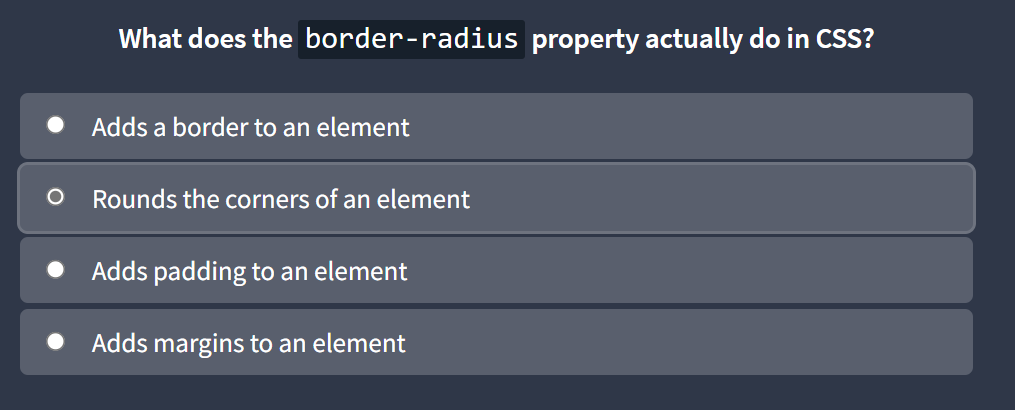 What does the border-radius property actually do in CSS?
Adds a border to an element
Rounds the corners of an element
Adds padding to an element
Adds margins to an element